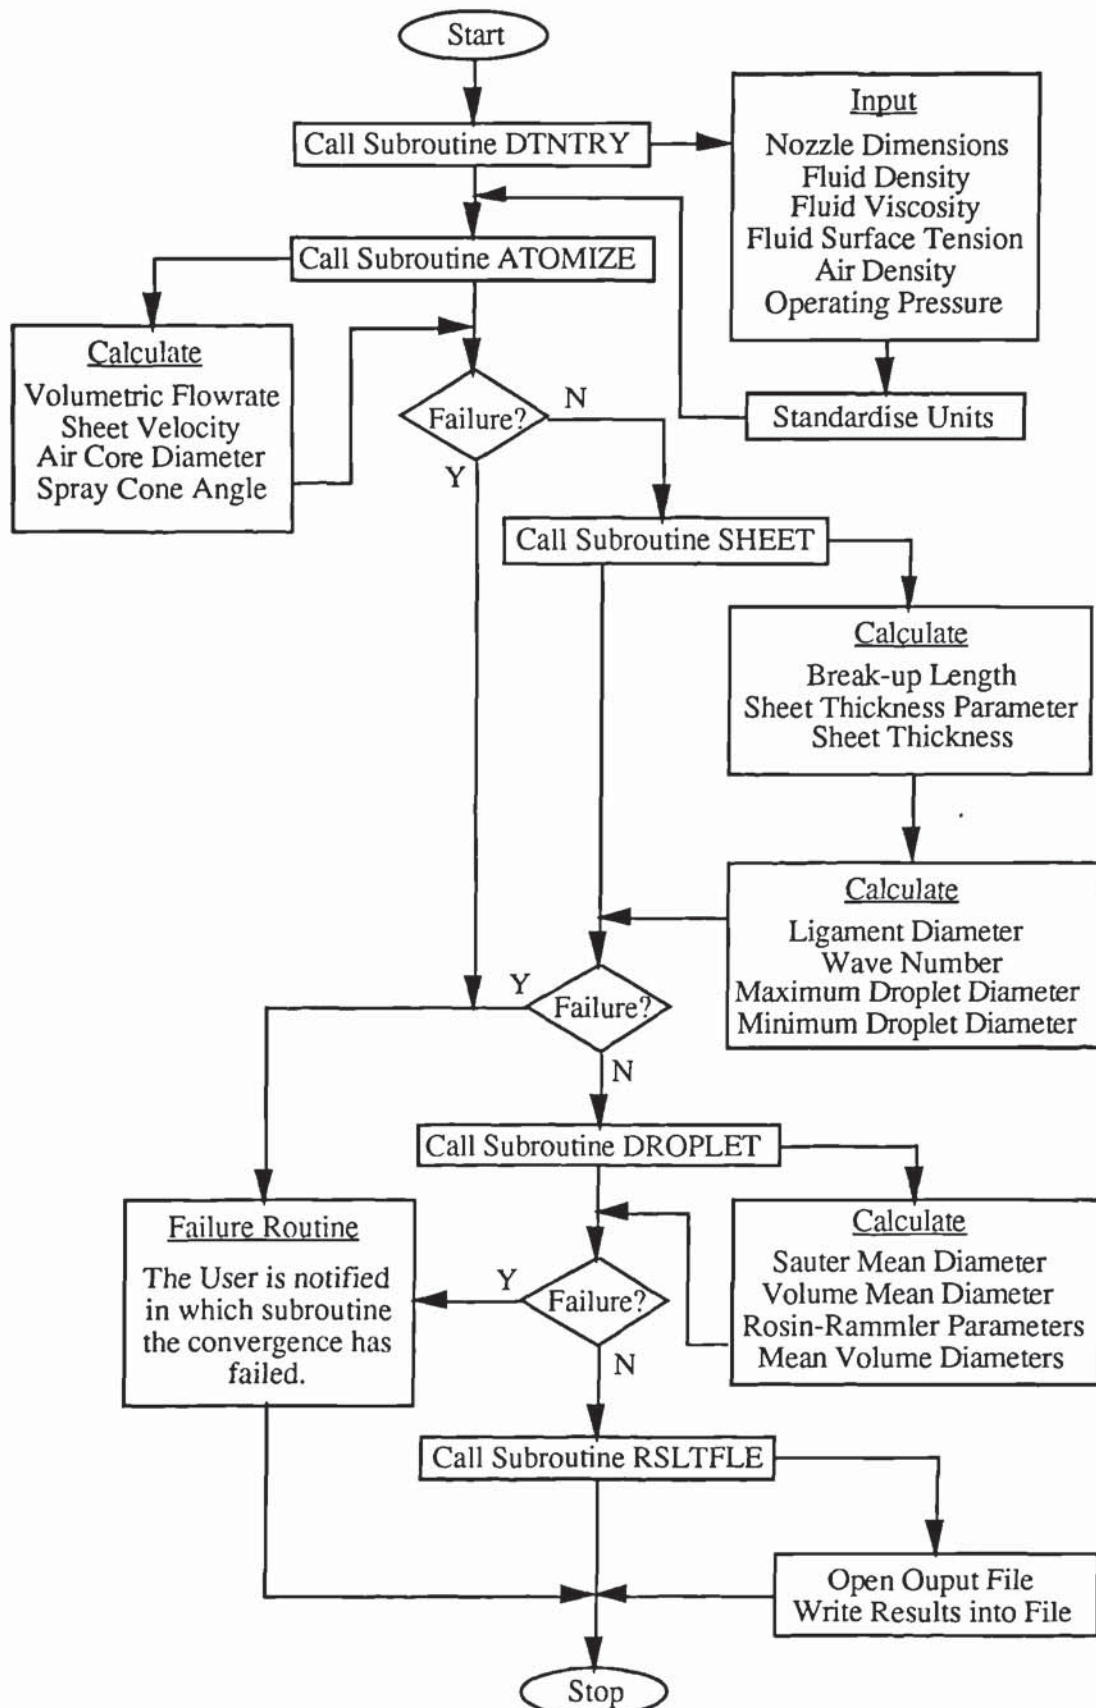 Start
Call Subroutine DTNTRY
Input
Nozzle Dimensions
Fluid Density
Fluid Viscosity
Fluid Surface Tension
Air Density
Operating Pressure
Standardise Units
Call Subroutine ATOMIZE
Calculate
Volumetric Flowrate
Sheet Velocity
Air Core Diameter
Spray Cone Angle
Failure?
N
Y
Call Subroutine SHEET
Calculate
Break-up Length
Sheet Thickness Parameter
Sheet Thickness
Calculate
Ligament Diameter
Wave Number
Maximum Droplet Diameter
Minimum Droplet Diameter
Y
Failure?
N
Call Subroutine DROPLET
Calculate
Sauter Mean Diameter
Volume Mean Diameter
Rosin-Rammler Parameters
Mean Volume Diameters
Failure Routine
The User is notified
in which subroutine
the convergence has
failed.
Y
Failure?
N
Call Subroutine RSLTFLE
Open Ouput File
Write Results into File
Stop